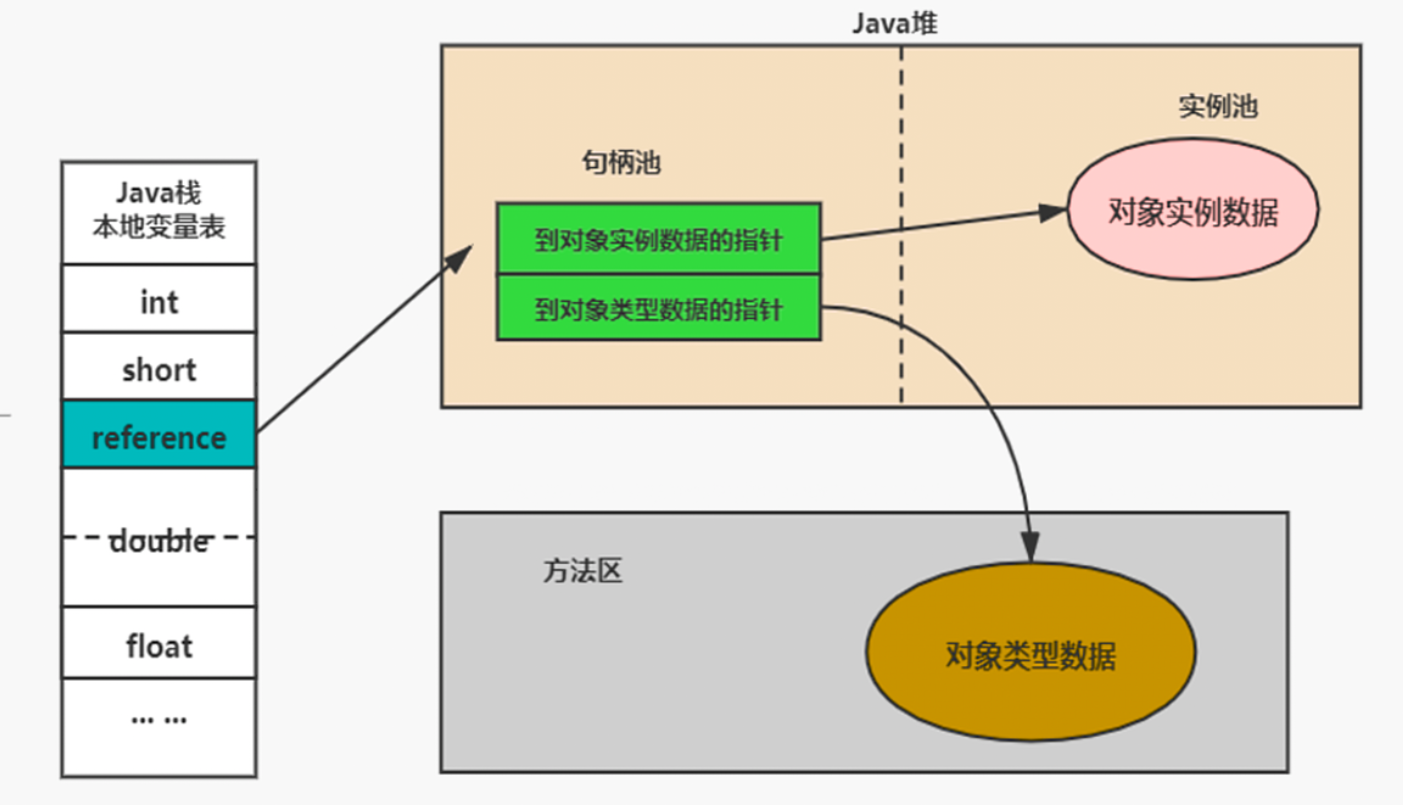 Java堆
实例池
句柄池
Java栈
本地变量表
到对象实例数据的指针
对象实例数据
int
到对象类型数据的指针
short
reference
double
方法区
float
对象类型数据
... ...